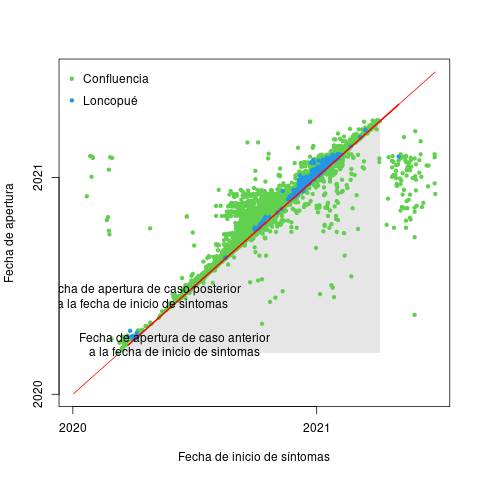 Confluencia
Loncopué
2021
Fecha de apertura
cha de apertura de caso posterior
a la fecha de inicio de síntomas
Fecha de apertura de caso anterior
a la fecha de inicio de sintomas
2020
2020
2021
Fecha de inicio de síntomas